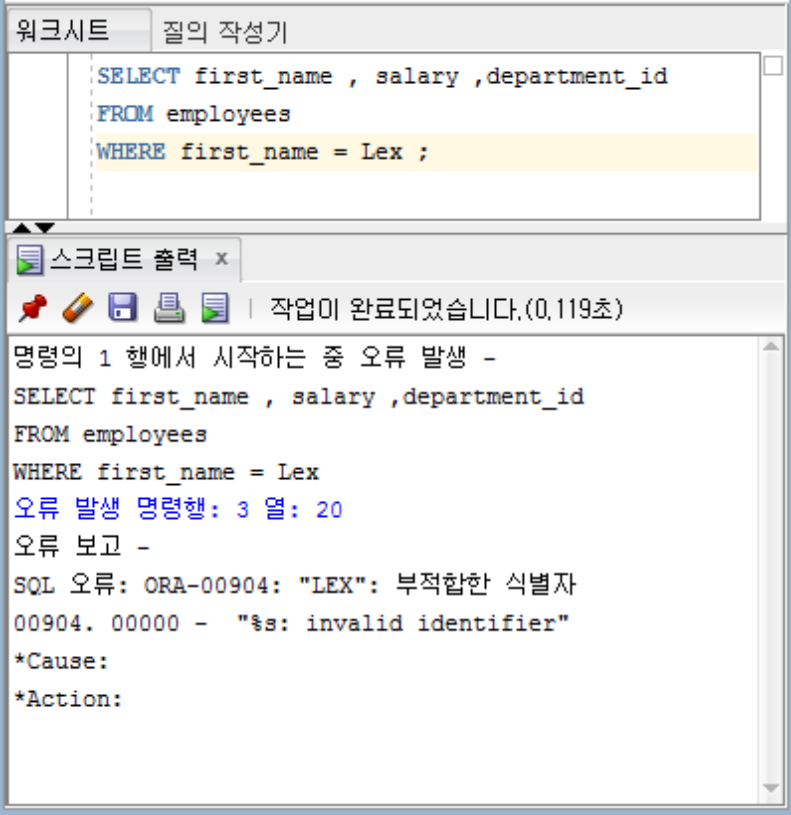 워크시트 질의 작성기
SELECT first_name , salary ,department_id
FROM employees
WHERE first_name = Lex ;
스크립트 출력 x
작업이 완료되었습니다.(0.119초)
명령의 1 행에서 시작하는 중 오류 발생 -
SELECT first_name , salary ,department_id
FROM employees
WHERE first_name = Lex
오류 발생 명령행: 3 열: 20
오류 보고 -
SQL 오류: ORA-00904: "LEX": 부적합한 식별자
00904. 00000 -  "%s: invalid identifier"
*Cause:
*Action: